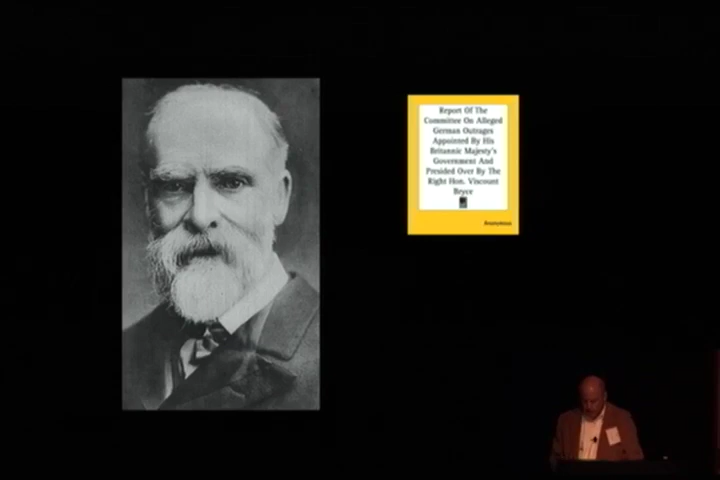 Report Of The
Committee On Alleged
German Outrages
Appointed By His
Britannic Majesty's
Government And
Presided Over By The
Right Hon. Viscount
Bryce
Anonymous